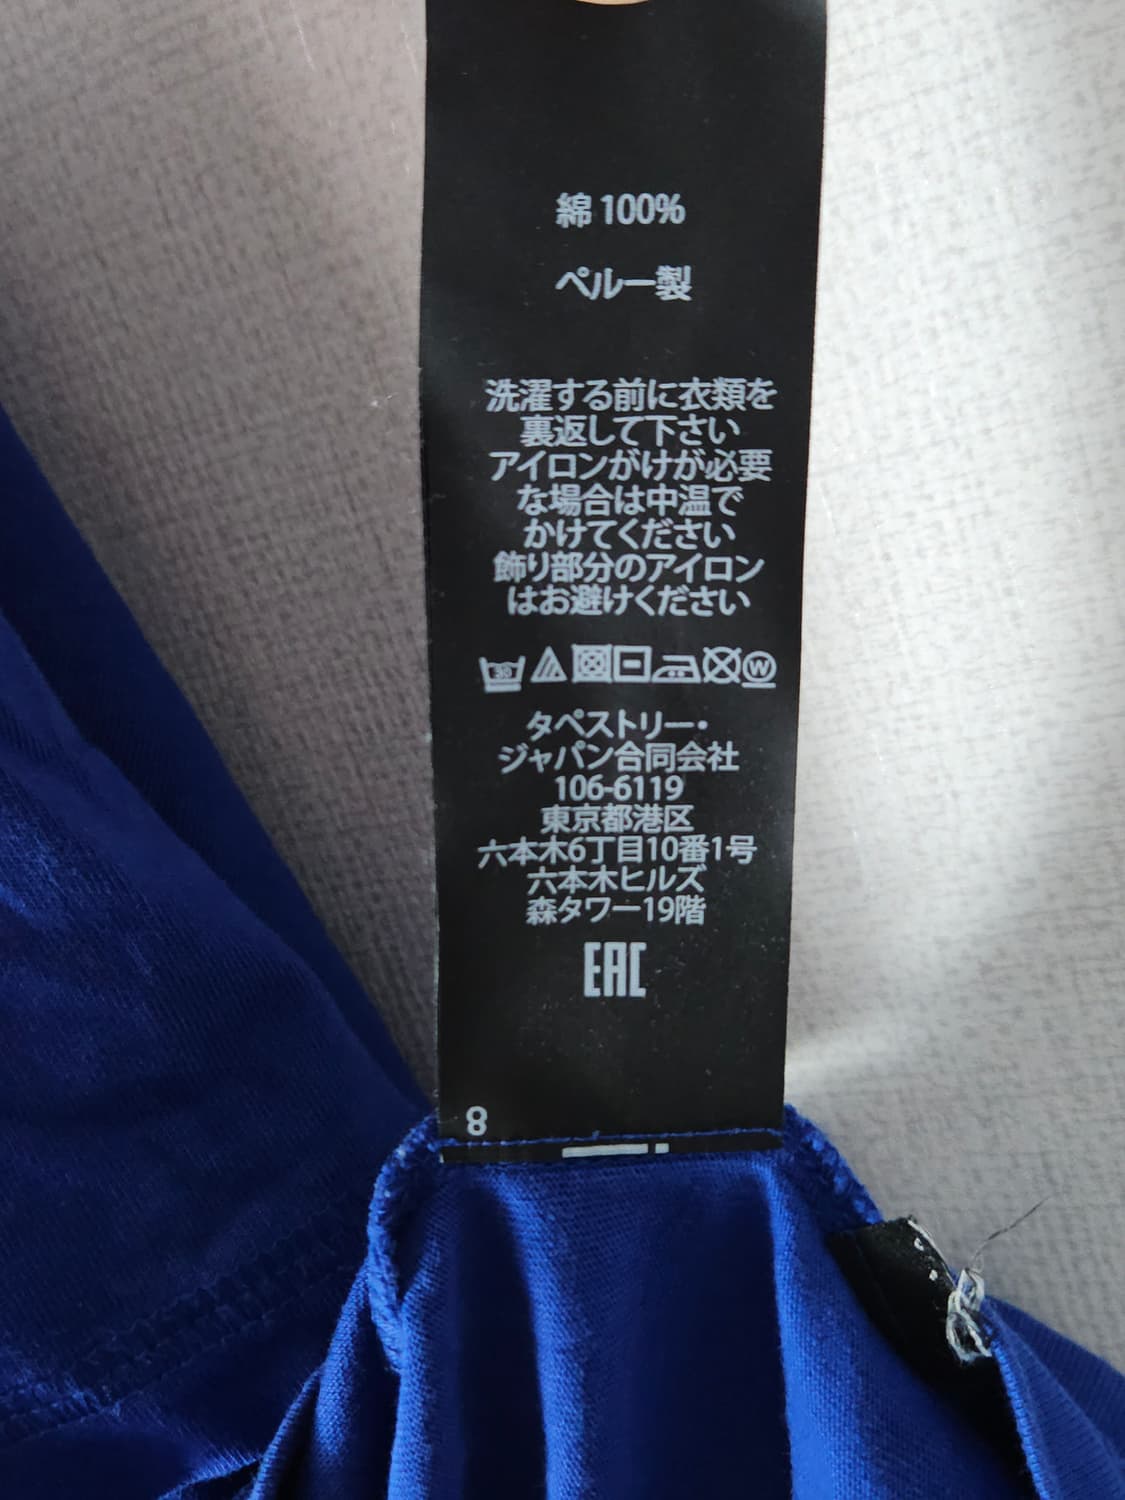 綿 100%
ペルー製
洗濯する前に衣類を
裏返して下さい
アイロンがけが必要
な場合は中温で
かけてください
飾り部分のアイロン
はお避けください
30 W
タペストリー・
ジャパン合同会社
106-6119
東京都港区
六本木6丁目10番1号
六本木ヒルズ
森タワー19階
EAC
8